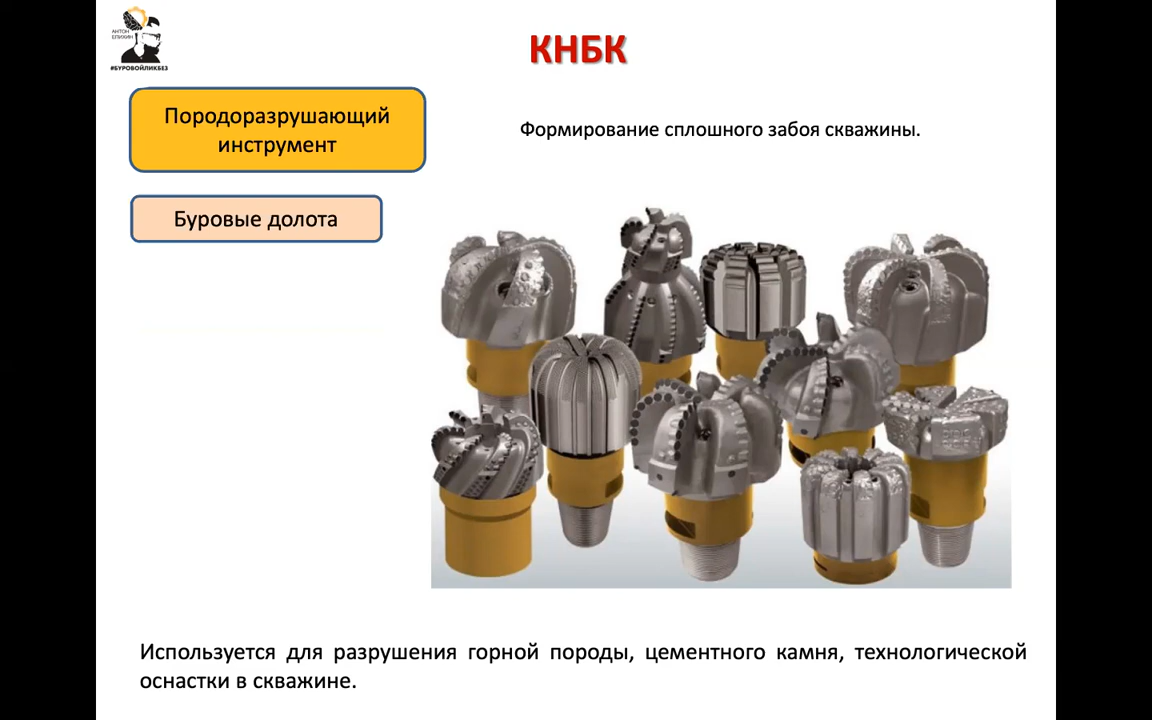 АНТОН
ЕПИХИН
#БУРОВОЙЛИКБЕЗ
КНБК
Породоразрушающий
инструмент
Формирование сплошного забоя скважины.
Буровые долота
Используется для разрушения горной породы, цементного камня, технологической
оснастки в скважине.